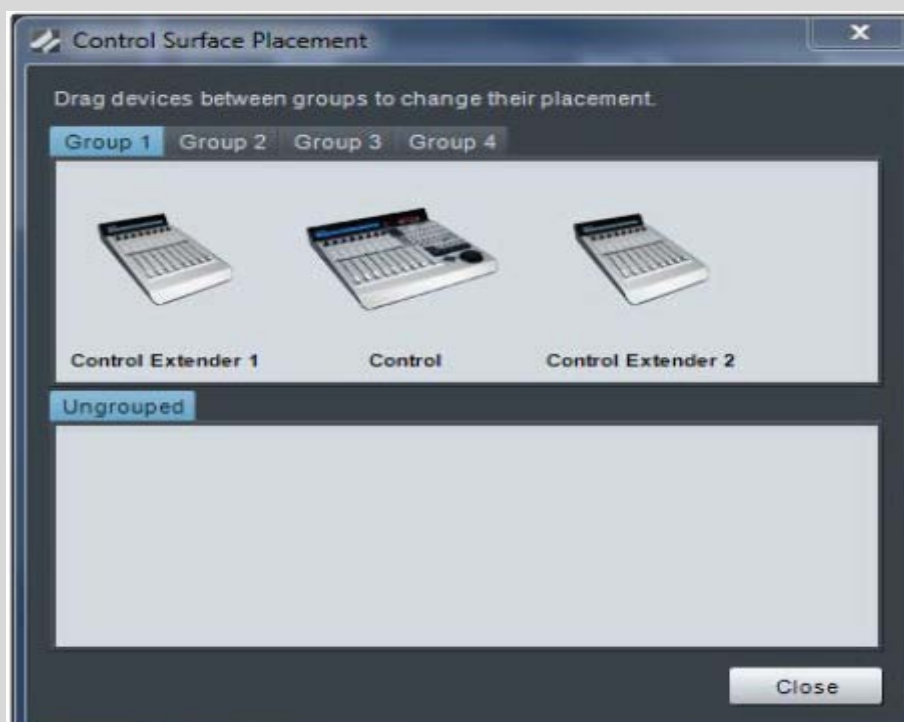 Control Surface Placement
Drag devices between groups to change their placement.
Group 1 Group 2 Group 3 Group 4
Control Extender 1 Control Control Extender 2
Ungrouped
Close